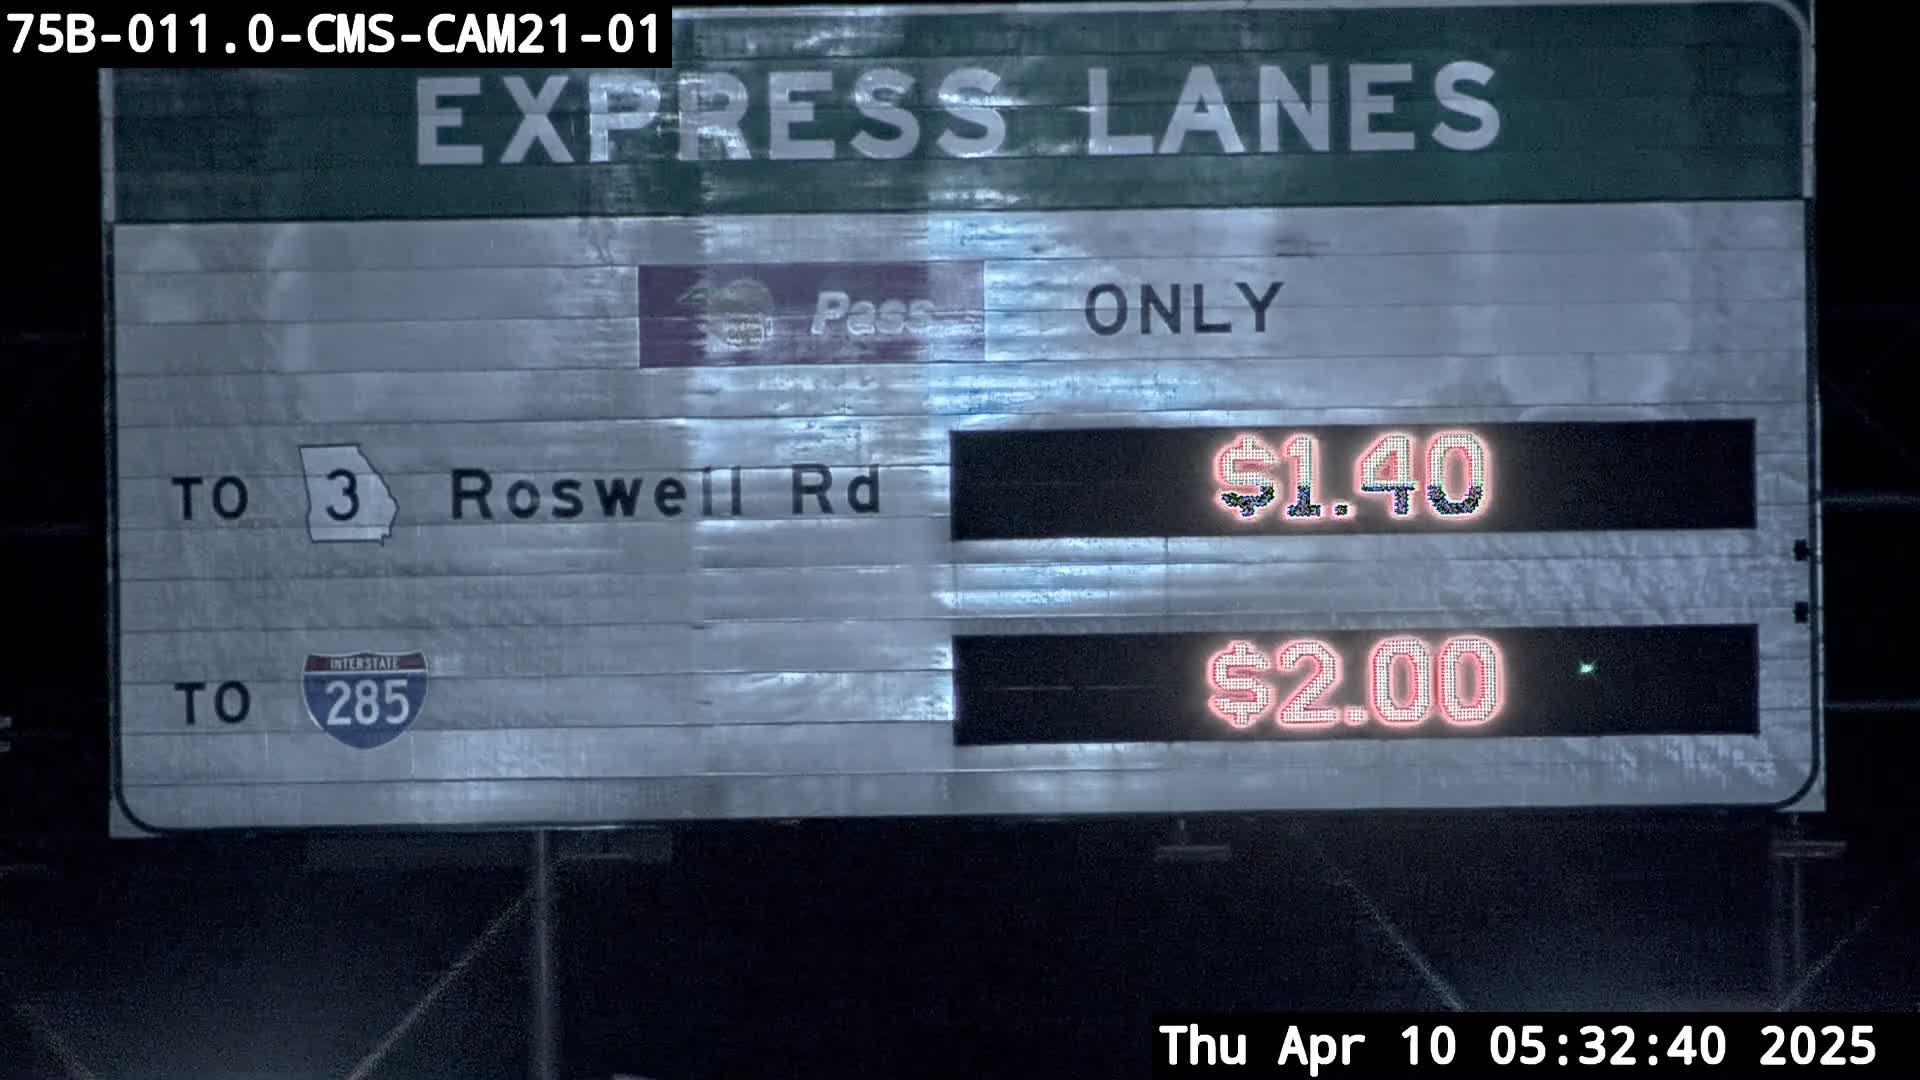 75B-011.0-CMS-CAM21-01
EXPRESS LANES
Pass ONLY
TO 3 Roswell Rd $1.40
INTERSTATE
TO 285 $2.00
Thu Apr 10 05:32:40 2025